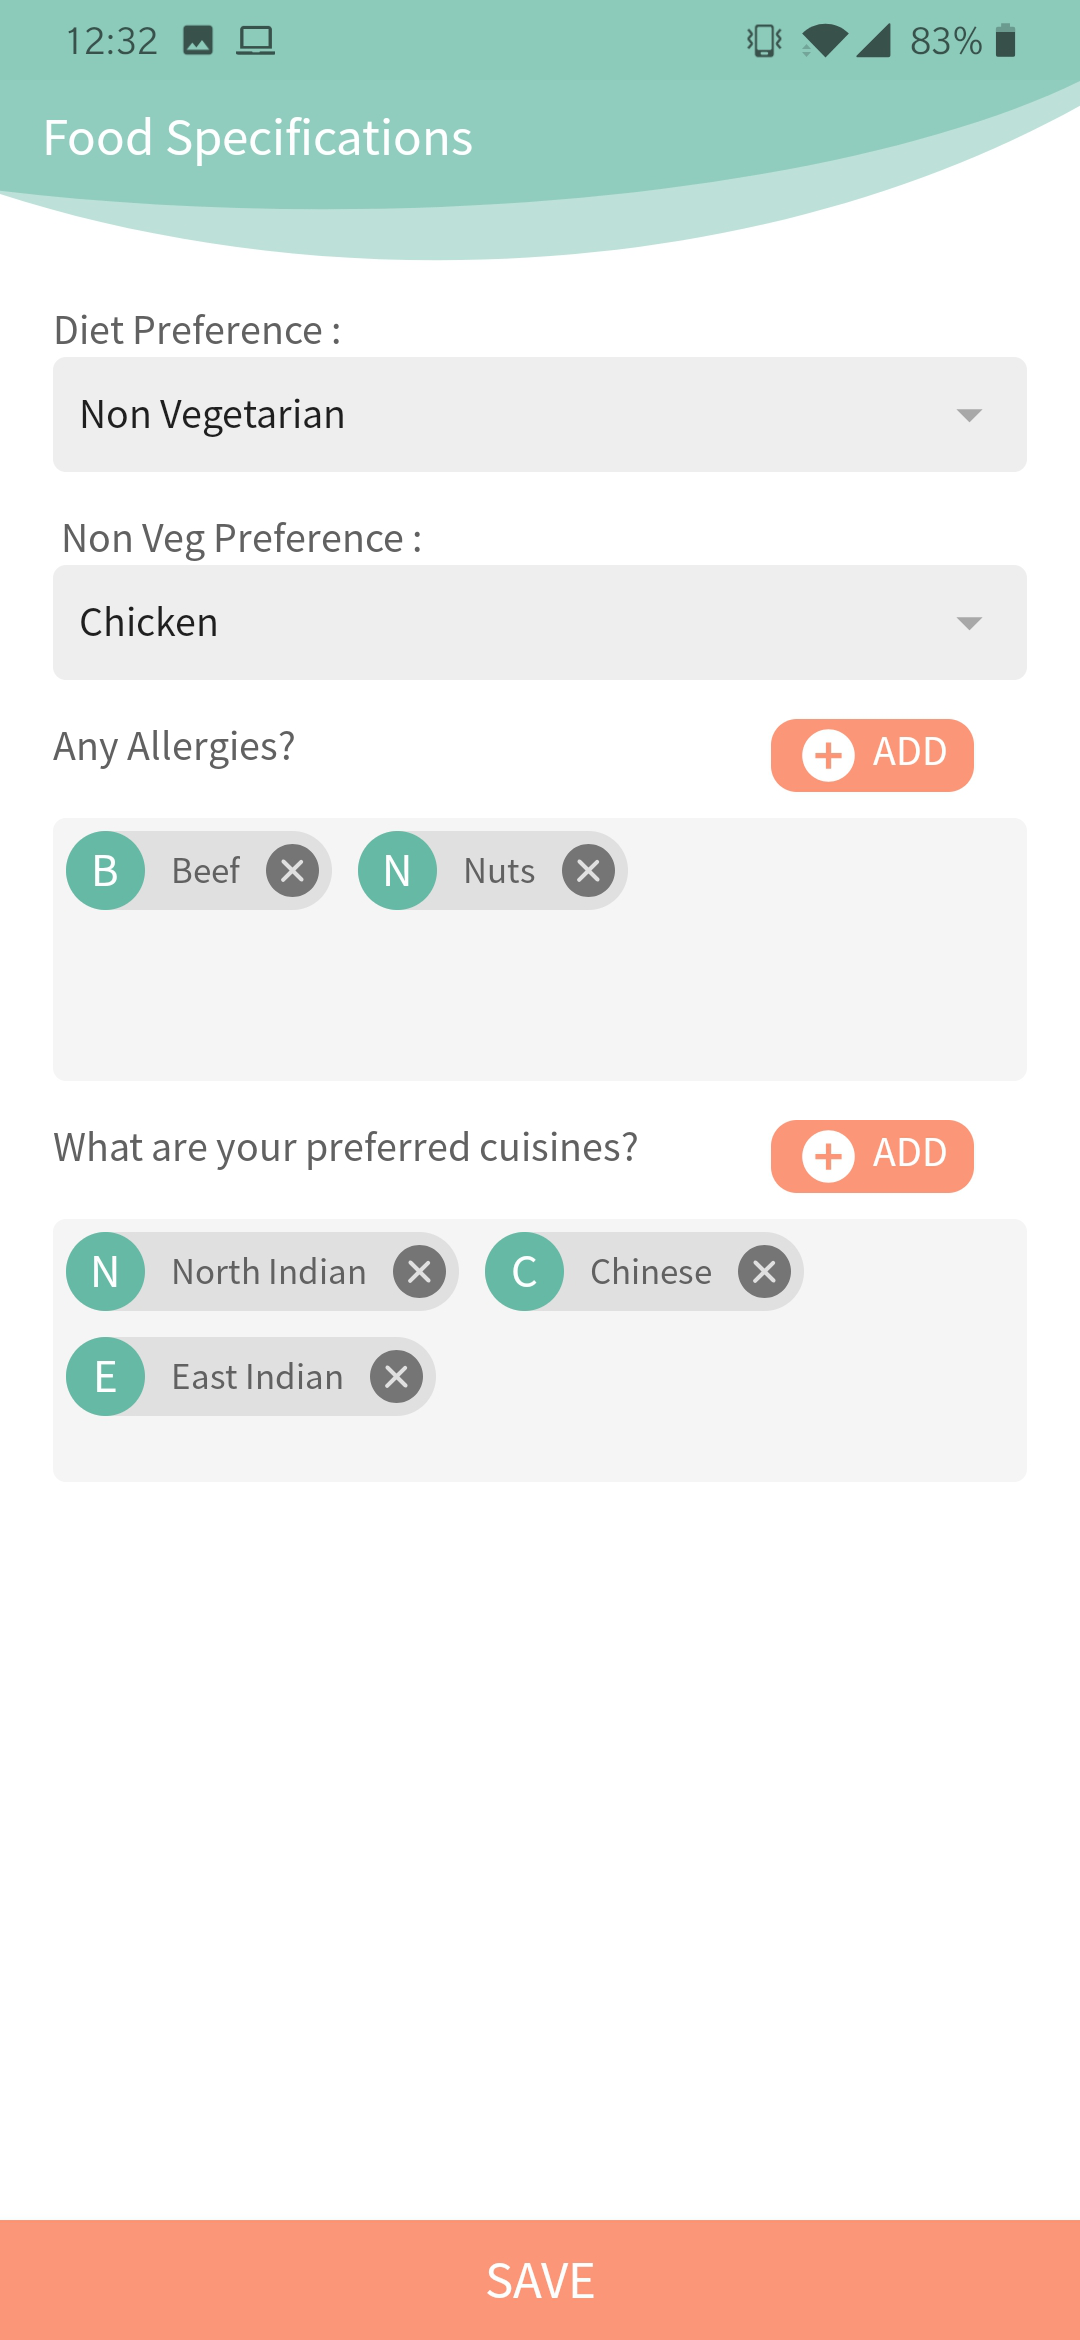 12:32 83%
Food Specifications
Diet Preference :
Non Vegetarian
Non Veg Preference :
Chicken
Any Allergies? ADD
B Beef N Nuts
What are your preferred cuisines? ADD
N North Indian C Chinese
E East Indian
SAVE